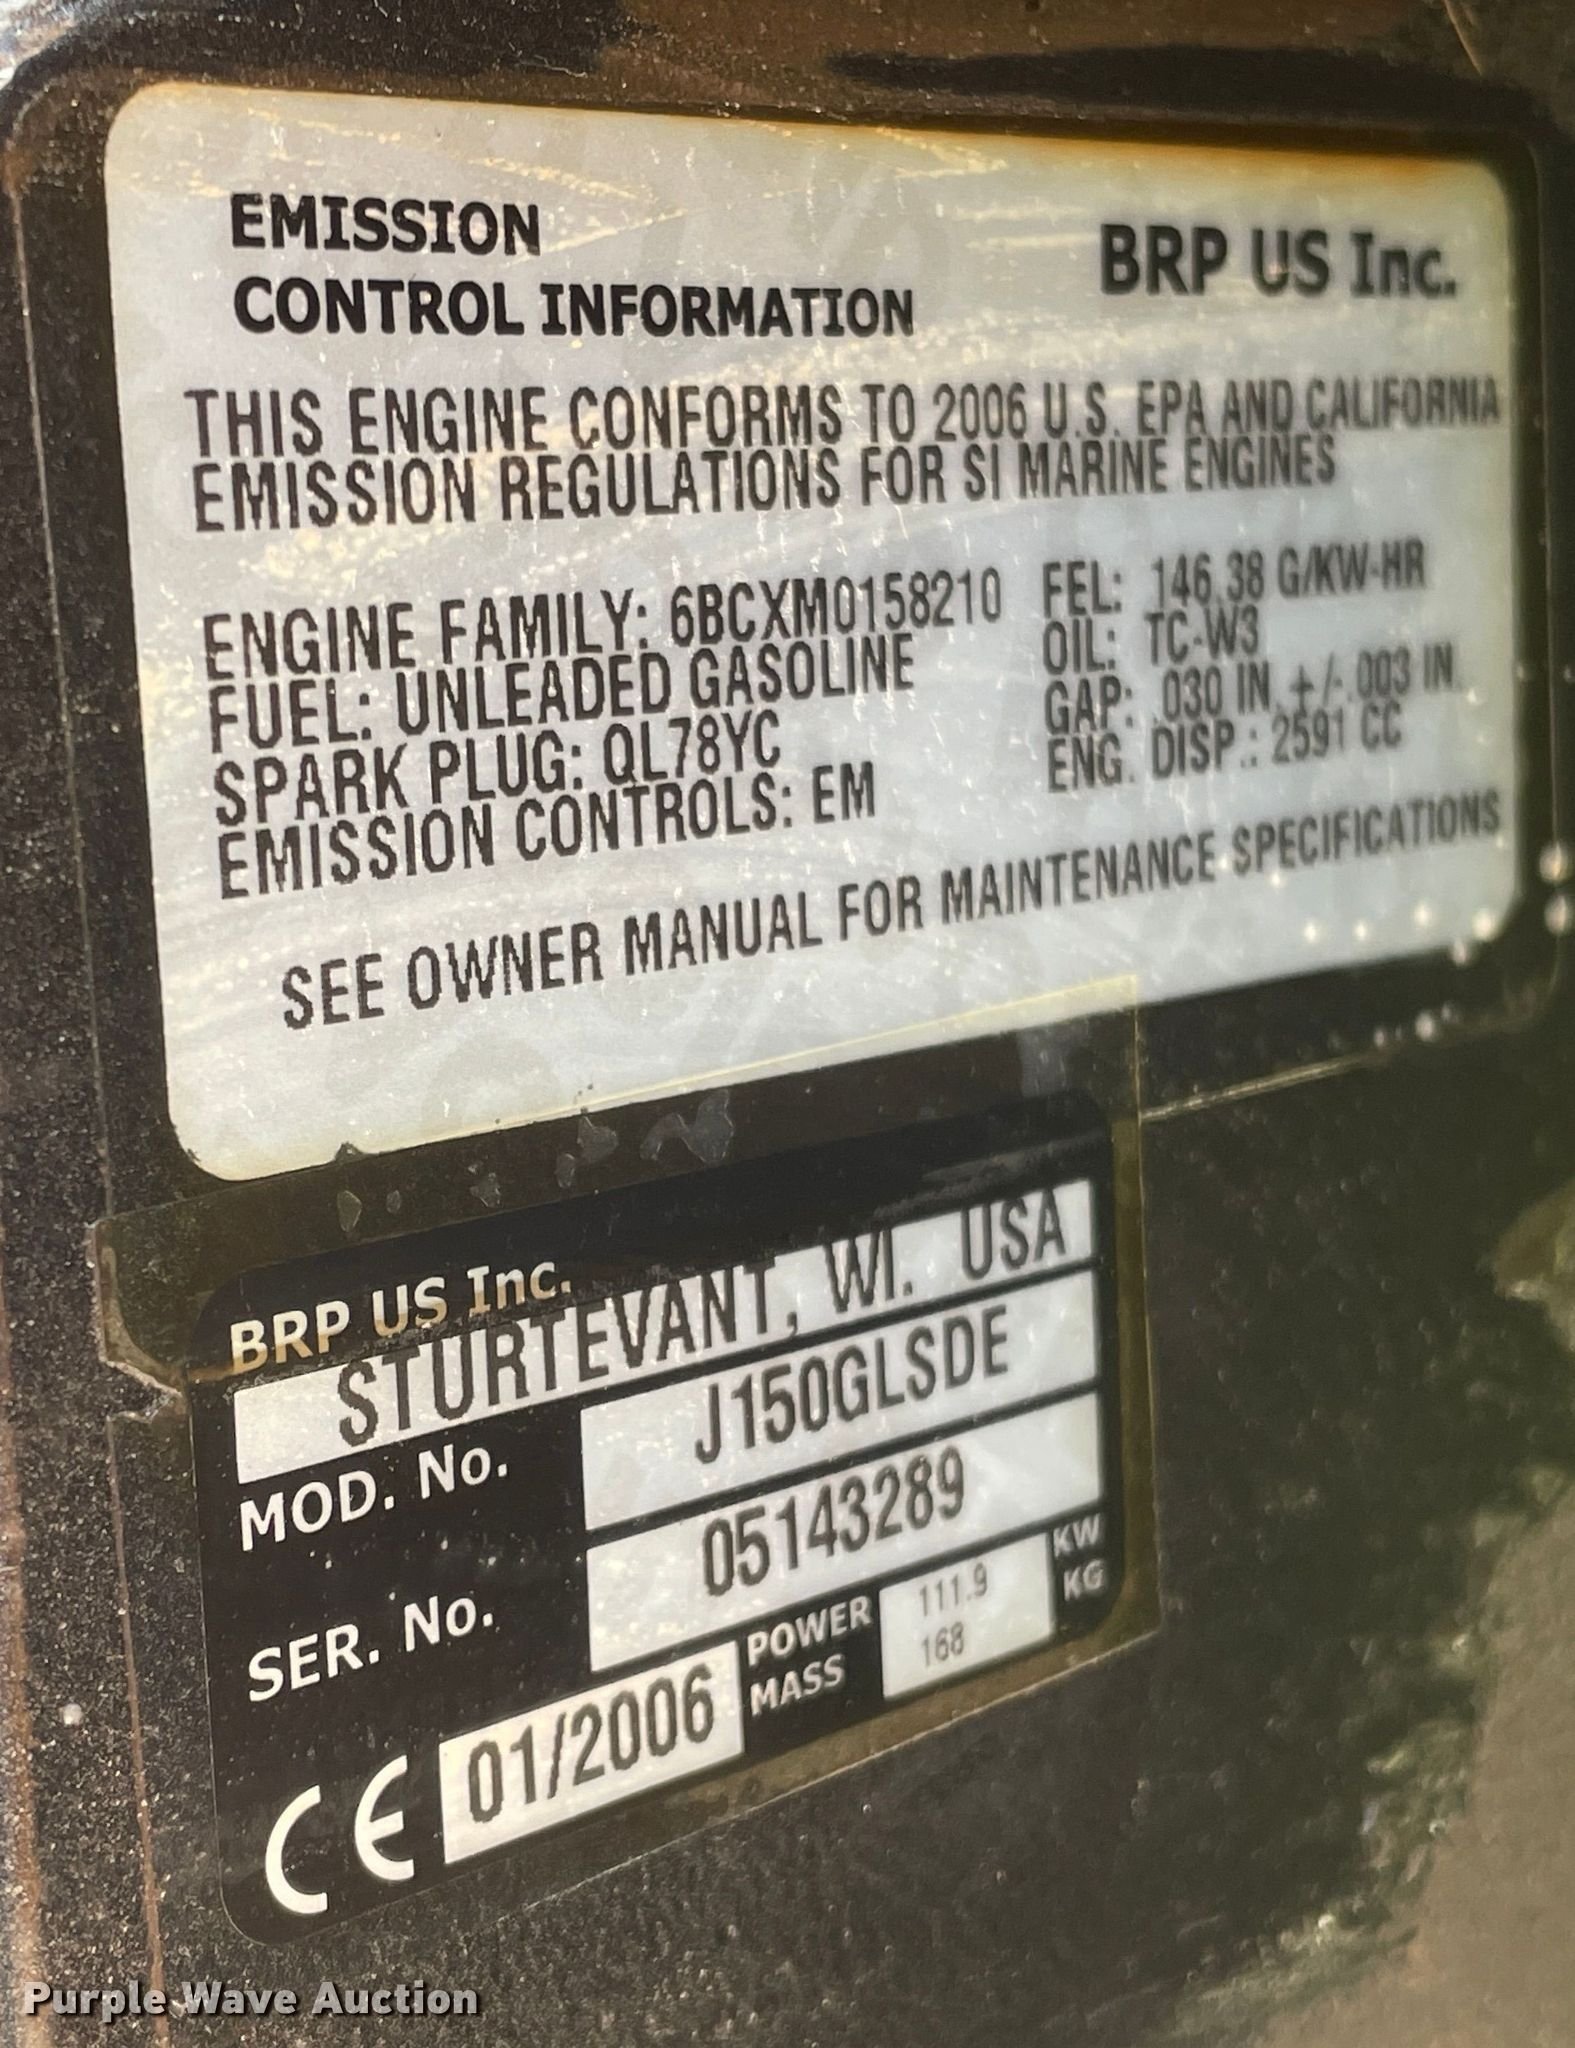 EMISSION
CONTROL INFORMATION
BRP US Inc.
THIS ENGINE CONFORMS TO 2006 U.S. EPA AND CALIFORNIA
EMISSION REGULATIONS FOR SI MARINE ENGINES
ENGINE FAMILY: 6BCXM0158210 FEL: 146.38 G/KW-HR
FUEL: UNLEADED GASOLINE OIL: TC-W3
SPARK PLUG: QL78YC GAP: .030 IN. +/-.003 IN.
EMISSION CONTROLS: EM ENG. DISP.: 2591 CC
SEE OWNER MANUAL FOR MAINTENANCE SPECIFICATIONS
BRP US Inc.
STURTEVANT, WI. USA
MOD. No. J150GLSDE
SER. No. 05143289
CE 01/2006 POWER 111.9 KW
MASS 168 KG
Purple Wave Auction